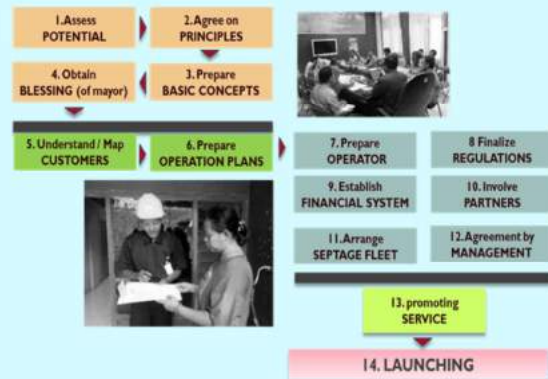 1.Assess
POTENTIAL
2.Agree on
PRINCIPLES
4. Obtain
BLESSING (of mayor)
3. Prepare
BASIC CONCEPTS
5. Understand / Map
CUSTOMERS
6. Prepare
OPERATION PLANS
7. Prepare
OPERATOR
8 Finalize
REGULATIONS
9. Establish
FINANCIAL SYSTEM
10. Involve
PARTNERS
11.Arrange
SEPTAGE FLEET
12. Agreement by
MANAGEMENT
13. promoting
SERVICE
14. LAUNCHING